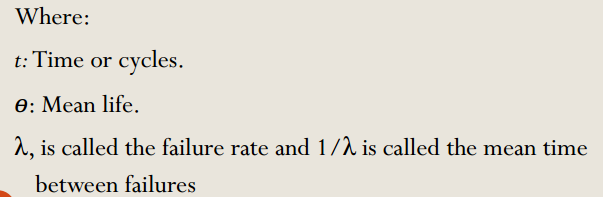 Where:
t: Time or cycles.
θ: Mean life.
λ, is called the failure rate and 1/λ is called the mean time
between failures